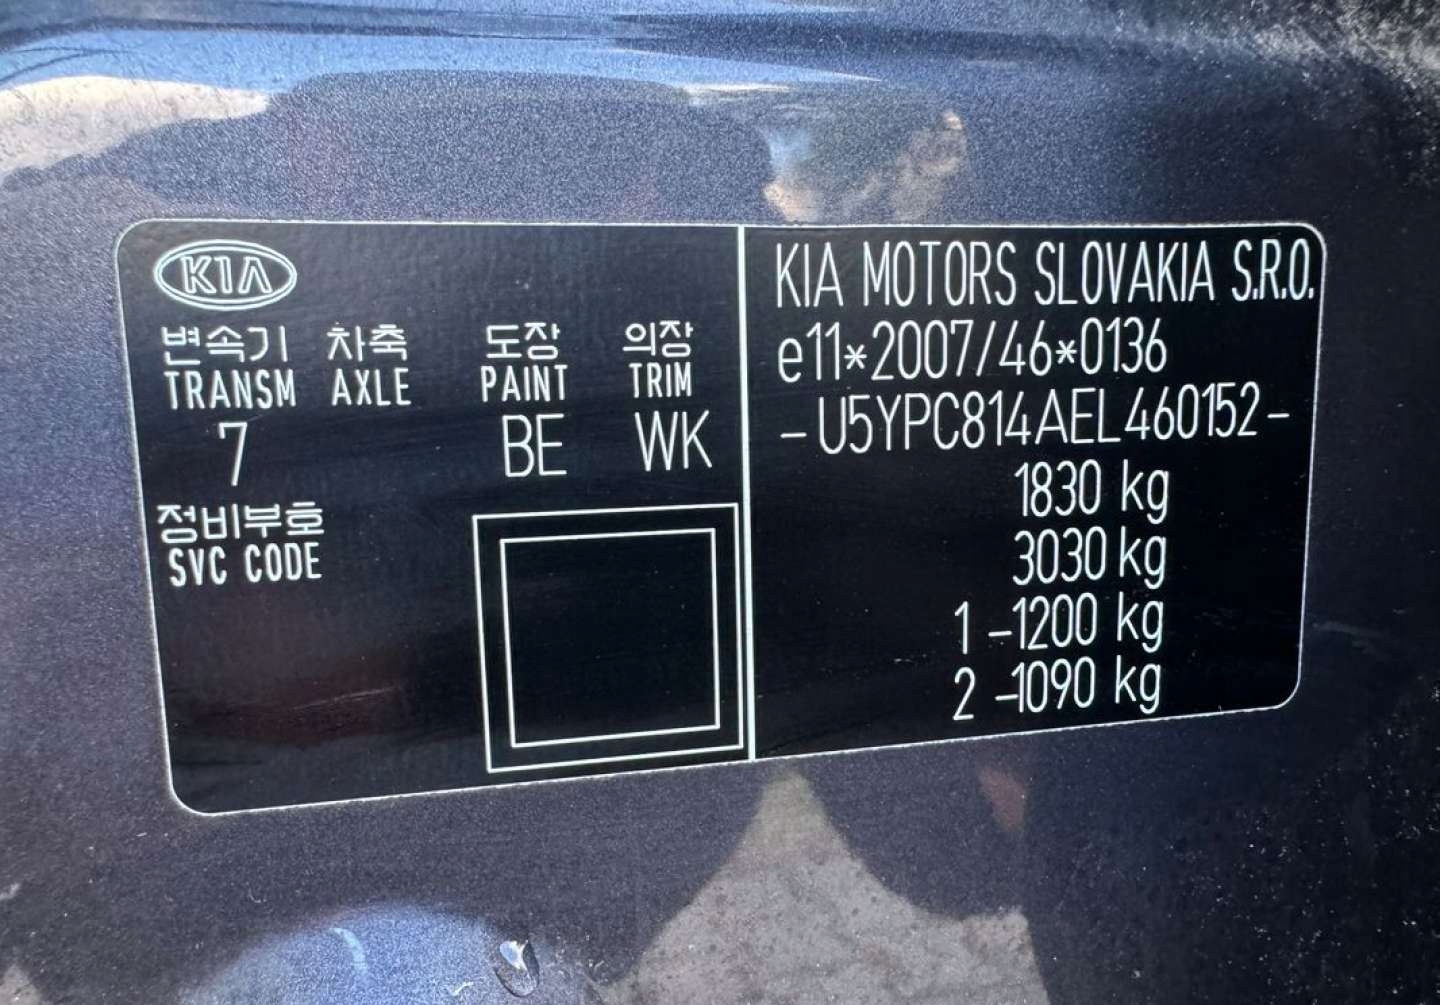 KIA
변속기 차축 도장 의장
TRANSM AXLE PAINT TRIM
7 BE WK
정비부호
SVC CODE
KIA MOTORS SLOVAKIA S.R.O.
e11*2007/46*0136
-U5YPC814AEL460152-
1830 kg
3030 kg
1 -1200 kg
2 -1090 kg